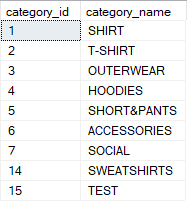 category_id category_name
1 SHIRT
2 T-SHIRT
3 OUTERWEAR
4 HOODIES
5 SHORT&PANTS
6 ACCESSORIES
7 SOCIAL
14 SWEATSHIRTS
15 TEST